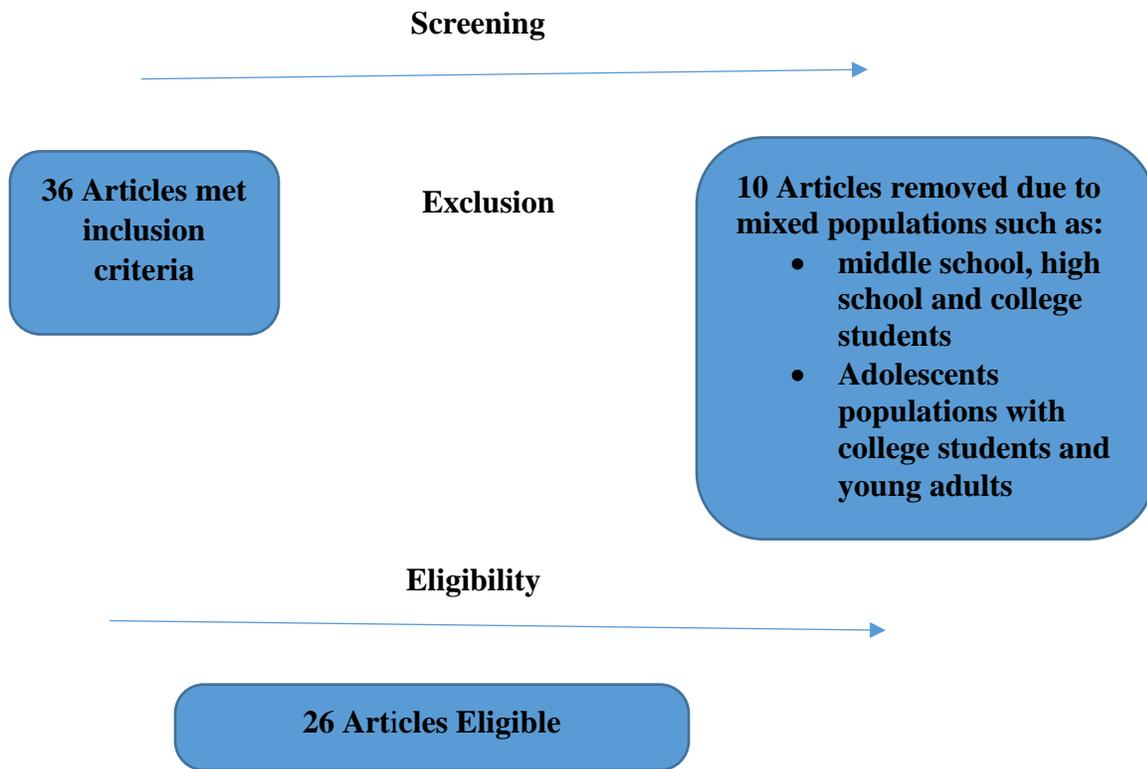 Screening
36 Articles met
inclusion
criteria
Exclusion
10 Articles removed due to
mixed populations such as:
• middle school, high
school and college
students
• Adolescents
populations with
college students and
young adults
Eligibility
26 Articles Eligible